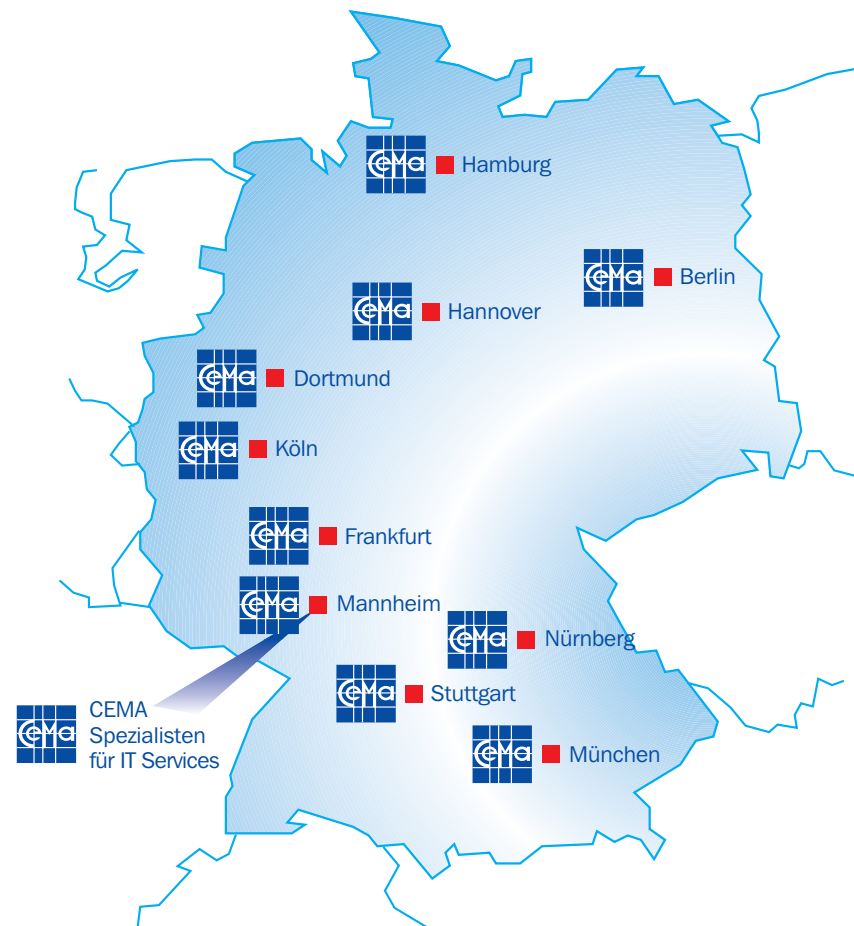 CeMa Hamburg
CeMa Berlin
CeMa Hannover
CeMa Dortmund
CeMa Köln
CeMa Frankfurt
CeMa Mannheim
CeMa Nürnberg
CeMa Stuttgart
CeMa München
CeMa
CEMA
Spezialisten
für IT Services